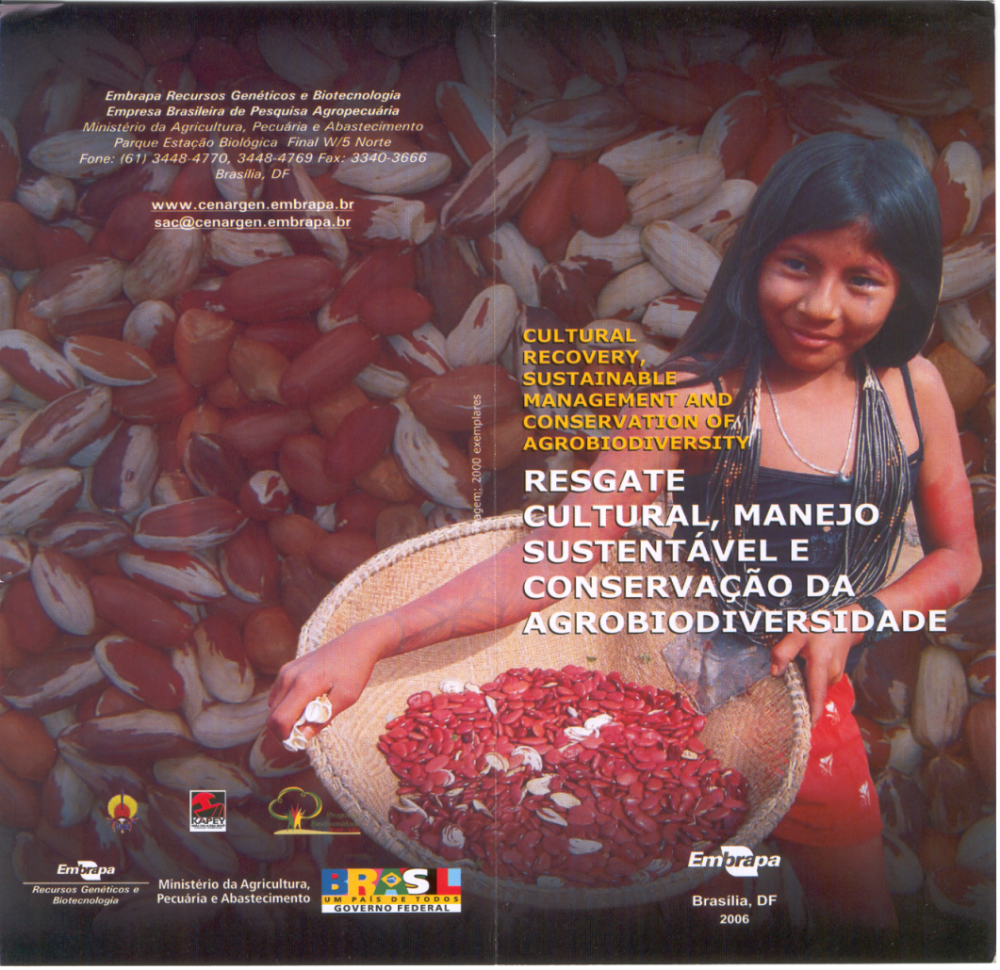 Embrapa Recursos Genéticos e Biotecnologia
Empresa Brasileira de Pesquisa Agropecuária
Ministério da Agricultura, Pecuária e Abastecimento
Parque Estação Biológica Final W/5 Norte
Fone: (61) 3448-4770, 3448-4769 Fax: 3340-3666
Brasília, DF
www.cenargen.embrapa.br
sac@cenargen.embrapa.br
2000 exemplares
KAPEY
Biodiversidade
Embrapa
Recursos Genéticos e
Biotecnologia
Ministério da Agricultura,
Pecuária e Abastecimento
BRASIL
UM PAÍS DE TODOS
GOVERNO FEDERAL
CULTURAL
RECOVERY,
SUSTAINABLE
MANAGEMENT AND
CONSERVATION OF
AGROBIODIVERSITY
RESGATE
CULTURAL, MANEJO
SUSTENTÁVEL E
CONSERVAÇÃO DA
AGROBIODIVERSIDADE
Embrapa
Brasília, DF
2006